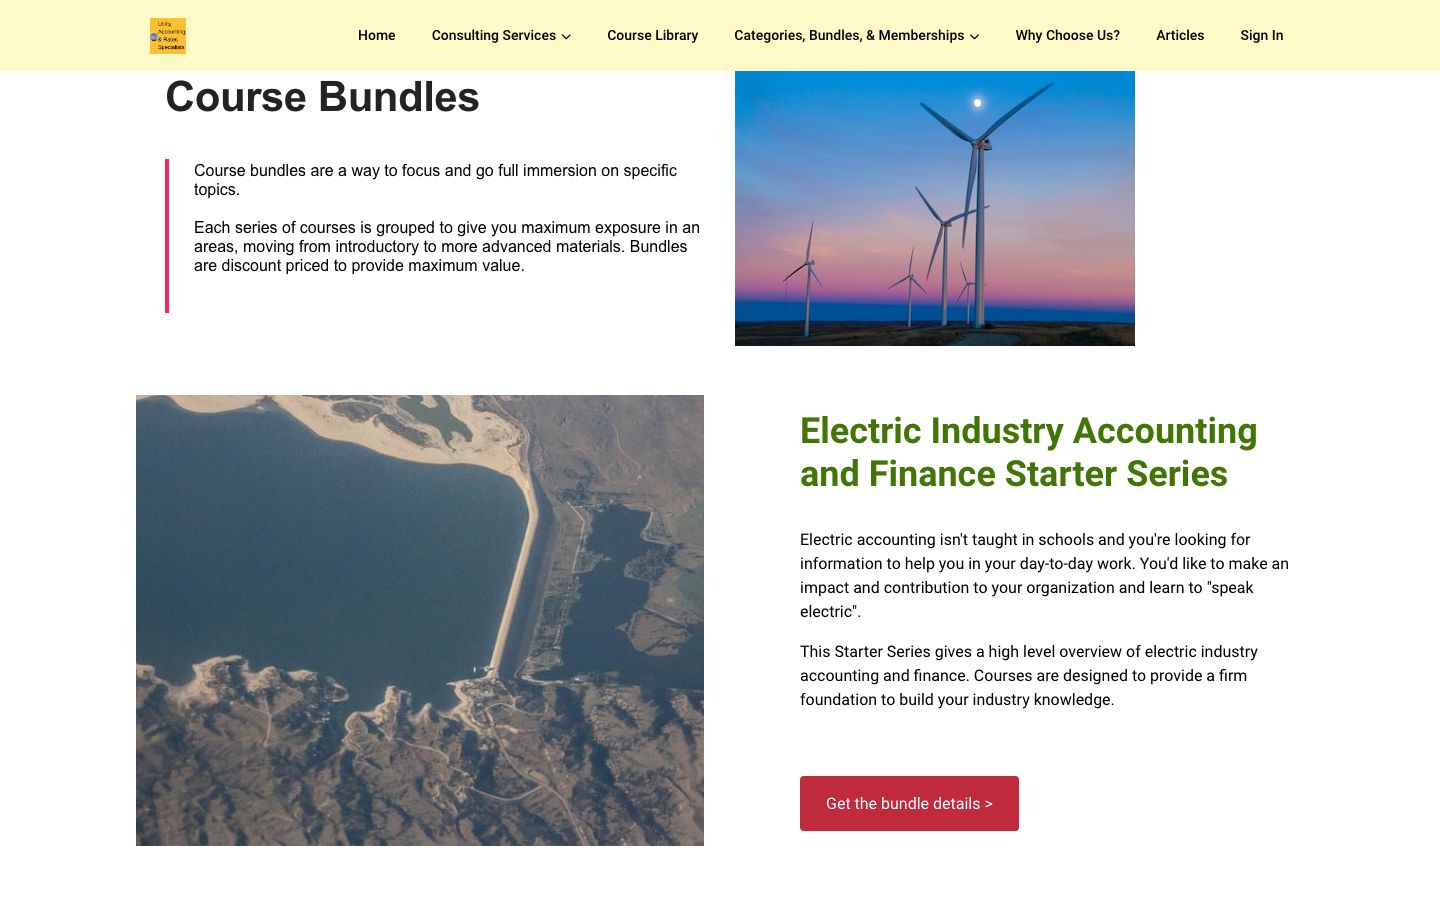 Utility
Accounting
& Rates
Specialists
Home
Consulting Services
Course Library
Categories, Bundles, & Memberships
Why Choose Us?
Articles
Sign In
Course Bundles
Course bundles are a way to focus and go full immersion on specific
topics.
Each series of courses is grouped to give you maximum exposure in an
areas, moving from introductory to more advanced materials. Bundles
are discount priced to provide maximum value.
Electric Industry Accounting
and Finance Starter Series
Electric accounting isn't taught in schools and you're looking for
information to help you in your day-to-day work. You'd like to make an
impact and contribution to your organization and learn to "speak
electric".
This Starter Series gives a high level overview of electric industry
accounting and finance. Courses are designed to provide a firm
foundation to build your industry knowledge.
Get the bundle details >